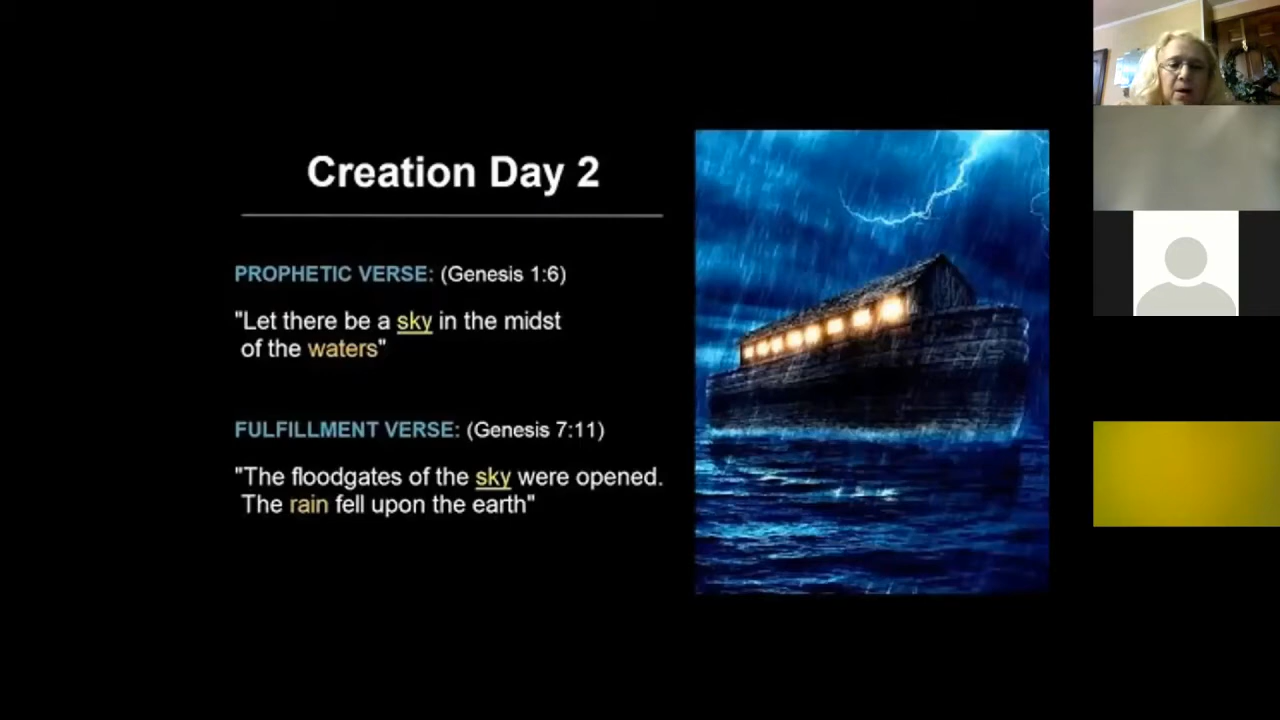 Creation Day 2
PROPHETIC VERSE: (Genesis 1:6)
"Let there be a sky in the midst
of the waters"
FULFILLMENT VERSE: (Genesis 7:11)
"The floodgates of the sky were opened.
The rain fell upon the earth"